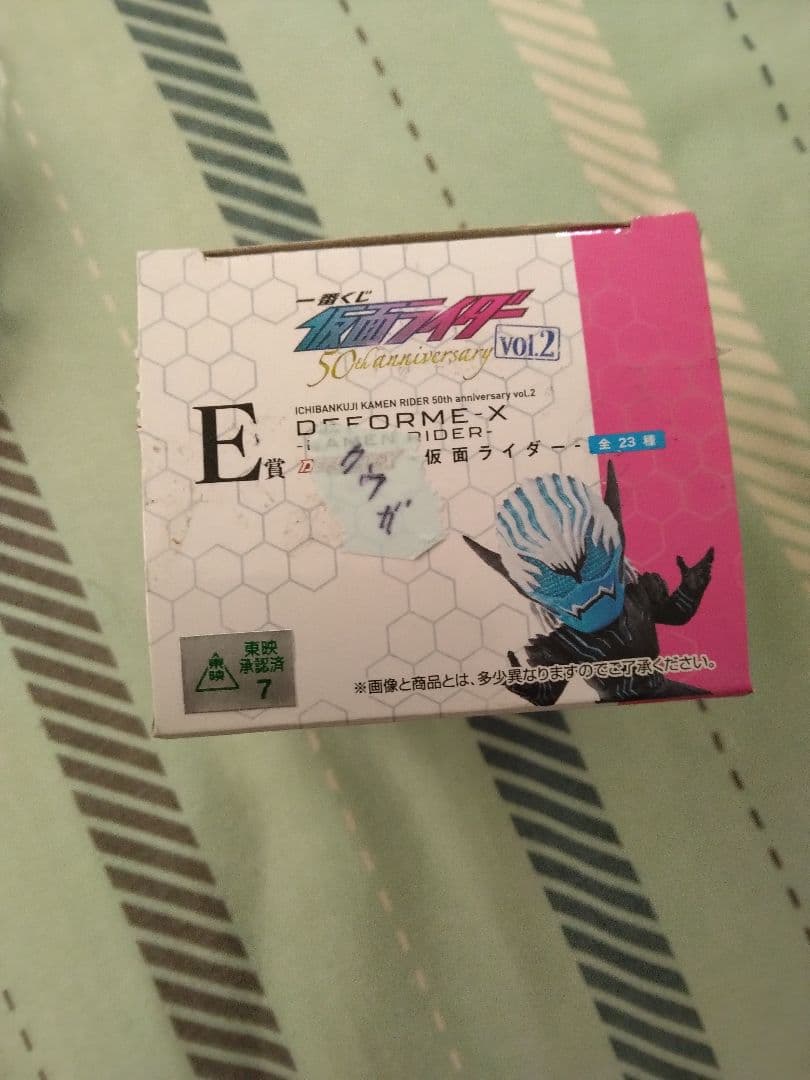 一番くじ
仮面ライダー
50th anniversary vol.2
ICHIBANKUJI KAMEN RIDER 50th anniversary vol.2
E賞
DEFORME-X
-KAMEN RIDER-
仮面ライダー-
全23種
クウガ
東映
東映
承認済
7
※画像と商品とは、多少異なりますのでご了承ください。